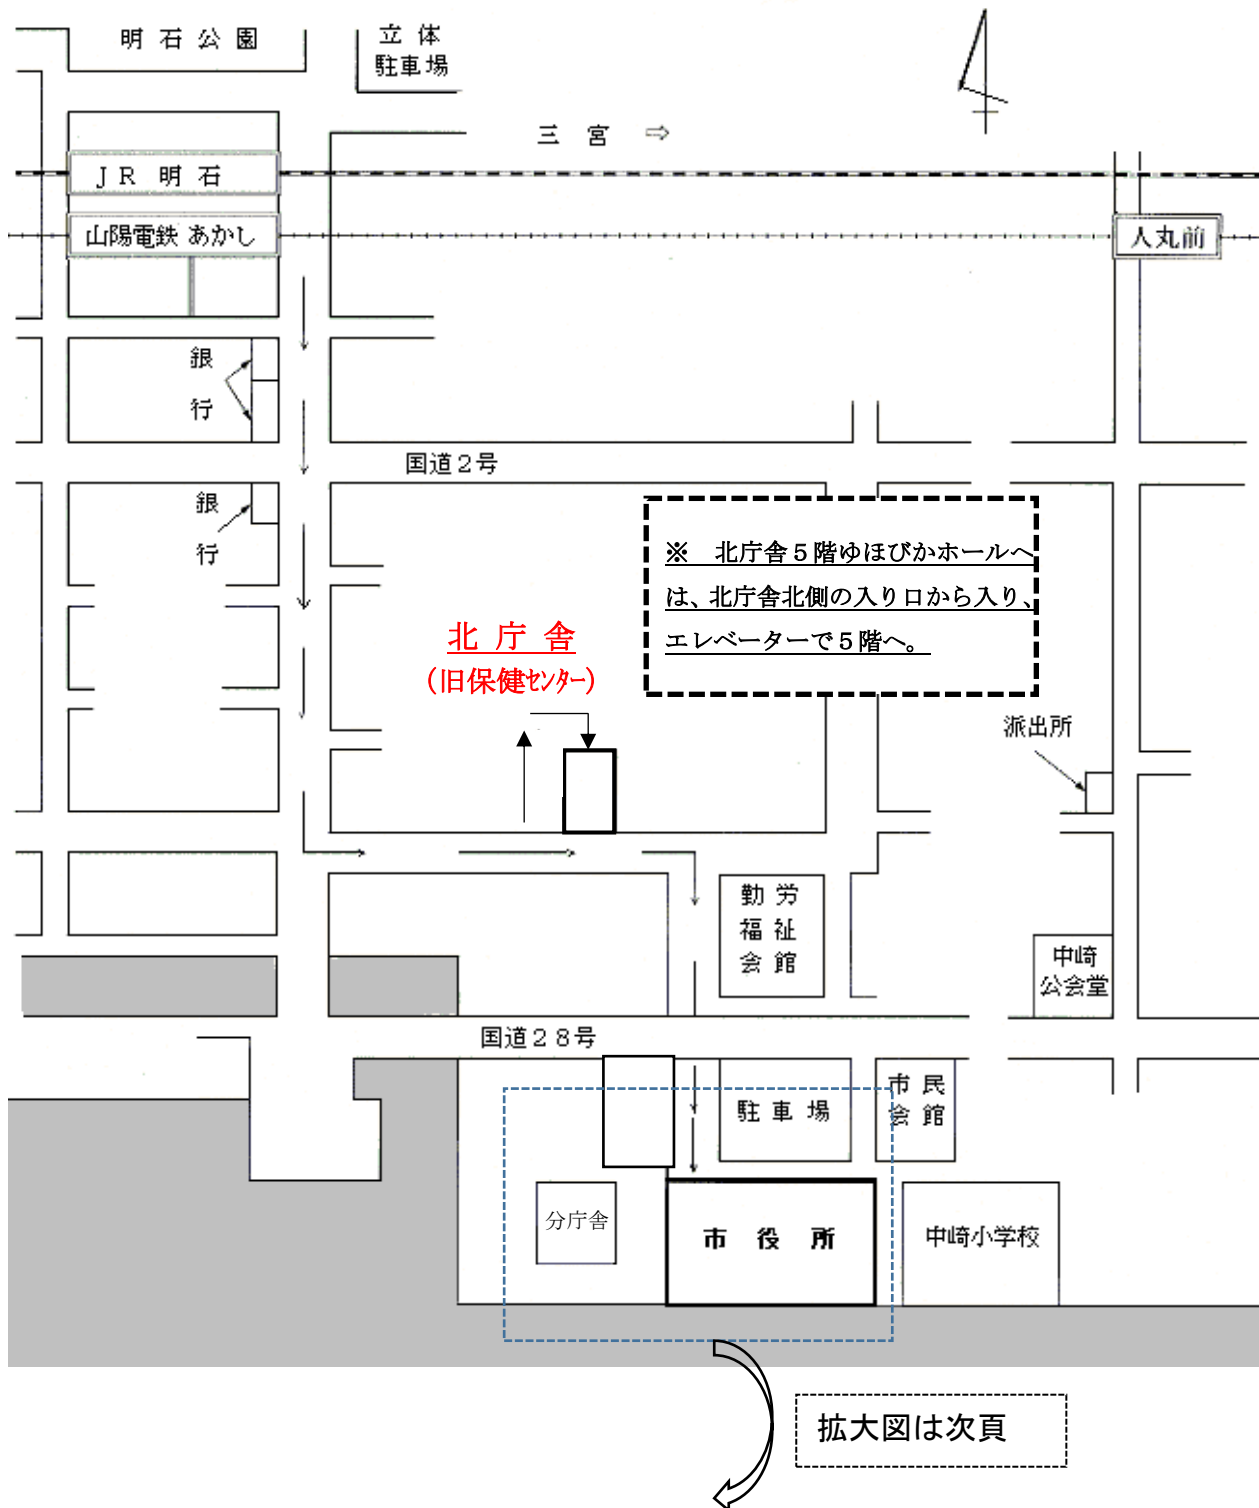 明石公園
立体
駐車場
三宮 ⇨
ＪＲ 明石
山陽電鉄 あかし
人丸前
銀
行
国道２号
銀
行
※　北庁舎５階ゆほびかホールへ
は、北庁舎北側の入り口から入り、
エレベーターで５階へ。
北庁舎
（旧保健ｾﾝﾀｰ）
派出所
勤労
福祉
会館
中崎
公会堂
国道２８号
駐車場
市民
会館
分庁舎
市役所
中崎小学校
拡大図は次頁